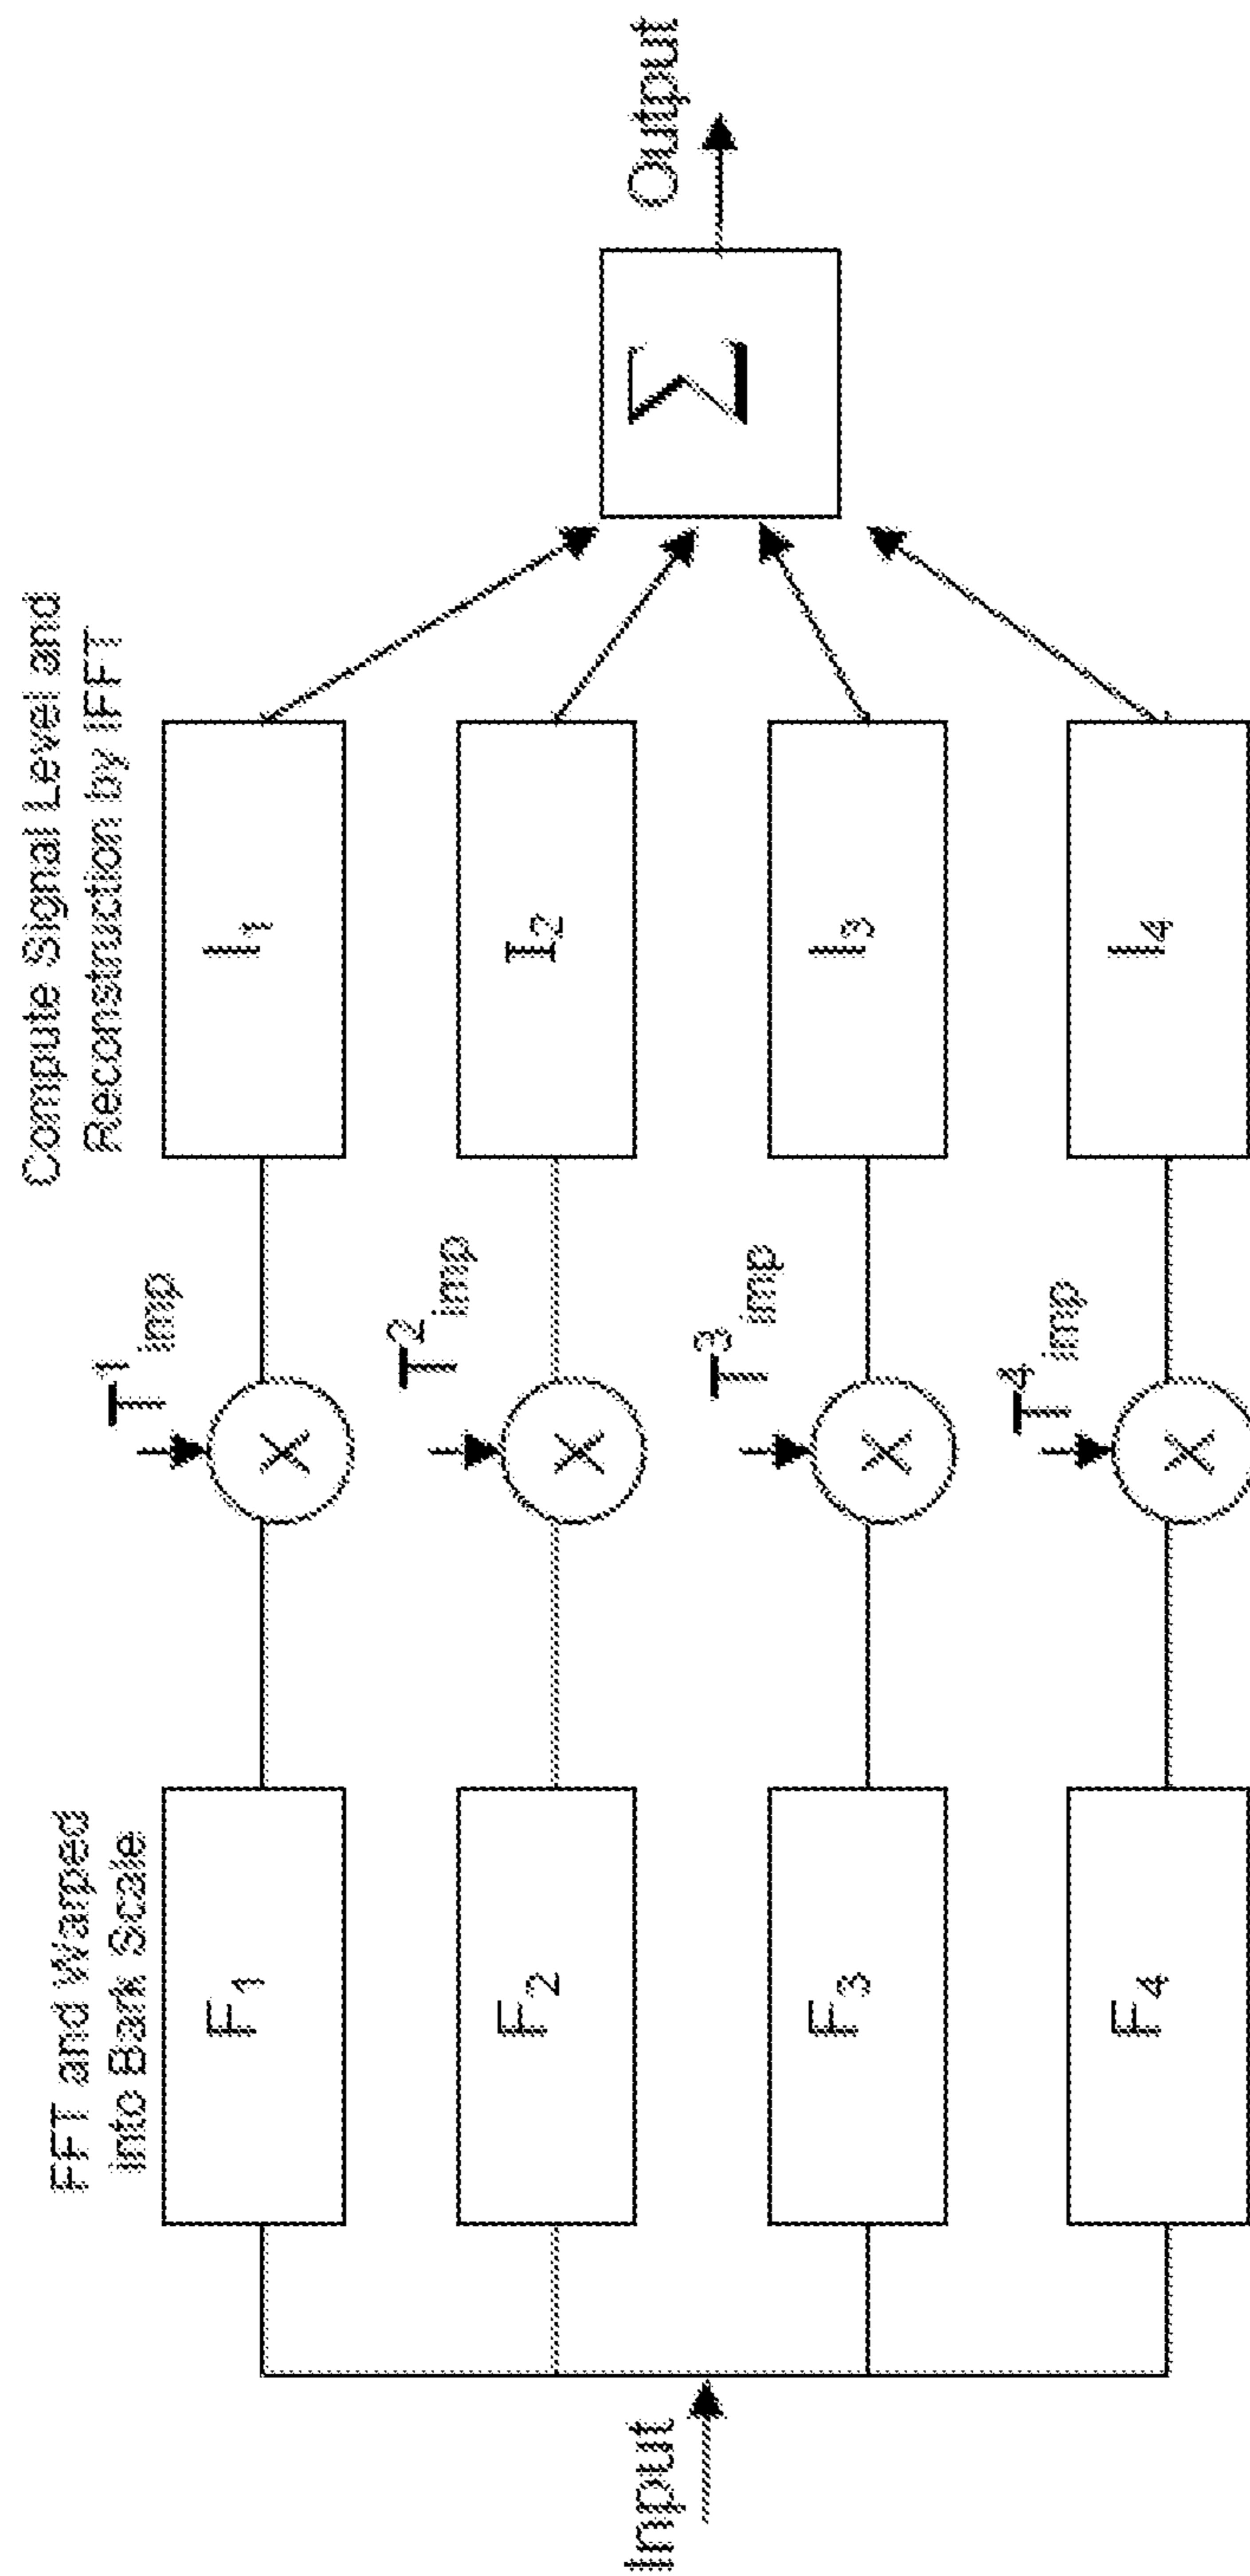 Input
FFT and Warped
into Bark Scale
F1
F2
F3
F4
T1imp
T2imp
T3imp
T4imp
X
X
X
X
Compute Signal Level and
Reconstruction by IFFT
I1
I2
I3
I4
Σ
Output